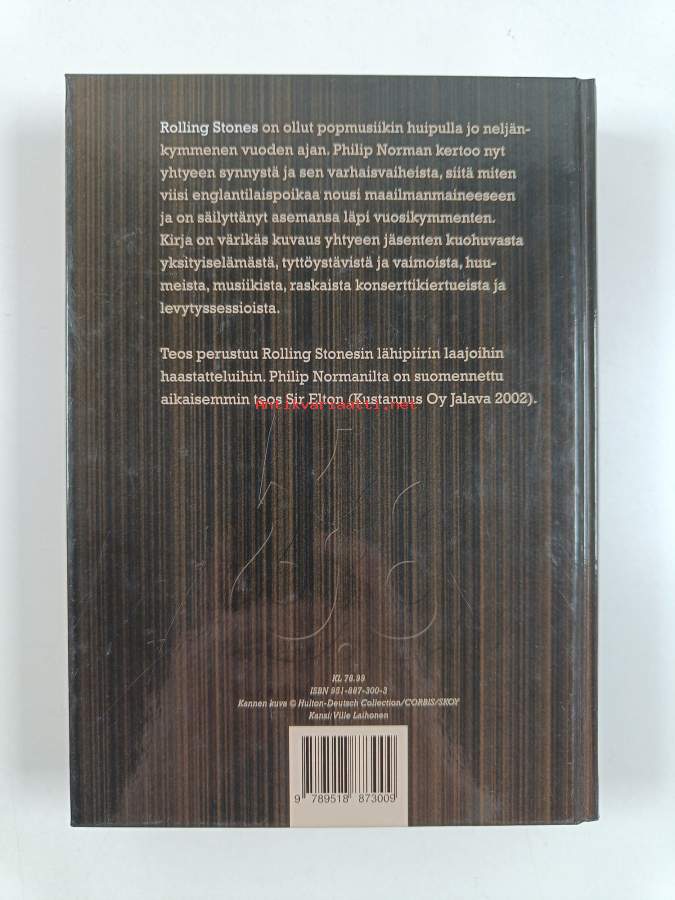 Rolling Stones on ollut popmusiikin huipulla jo neljän-
kymmenen vuoden ajan. Philip Norman kertoo nyt
yhtyeen synnystä ja sen varhaisvaiheista, siitä miten
viisi englantilaispoikaa nousi maailmanmaineeseen
ja on säilyttänyt asemansa läpi vuosikymmenten.
Kirja on värikäs kuvaus yhtyeen jäsenten kuohuvasta
yksityiselämästä, tyttöystävistä ja vaimoista, huu-
meista, musiikista, raskaista konserttikiertueista ja
levytyssessioista.
Teos perustuu Rolling Stonesin lähipiirin laajoihin
haastatteluihin. Philip Normanilta on suomennettu
aikaisemmin teos Sir Elton (Kustannus Oy Jalava 2002).
Antikvariaatti.net
KL 78.99
ISBN 951-887-300-3
Kannen kuva © Hulton-Deutsch Collection/CORBIS/SKOY
Kansi: Ville Laihonen
9 789518 873009